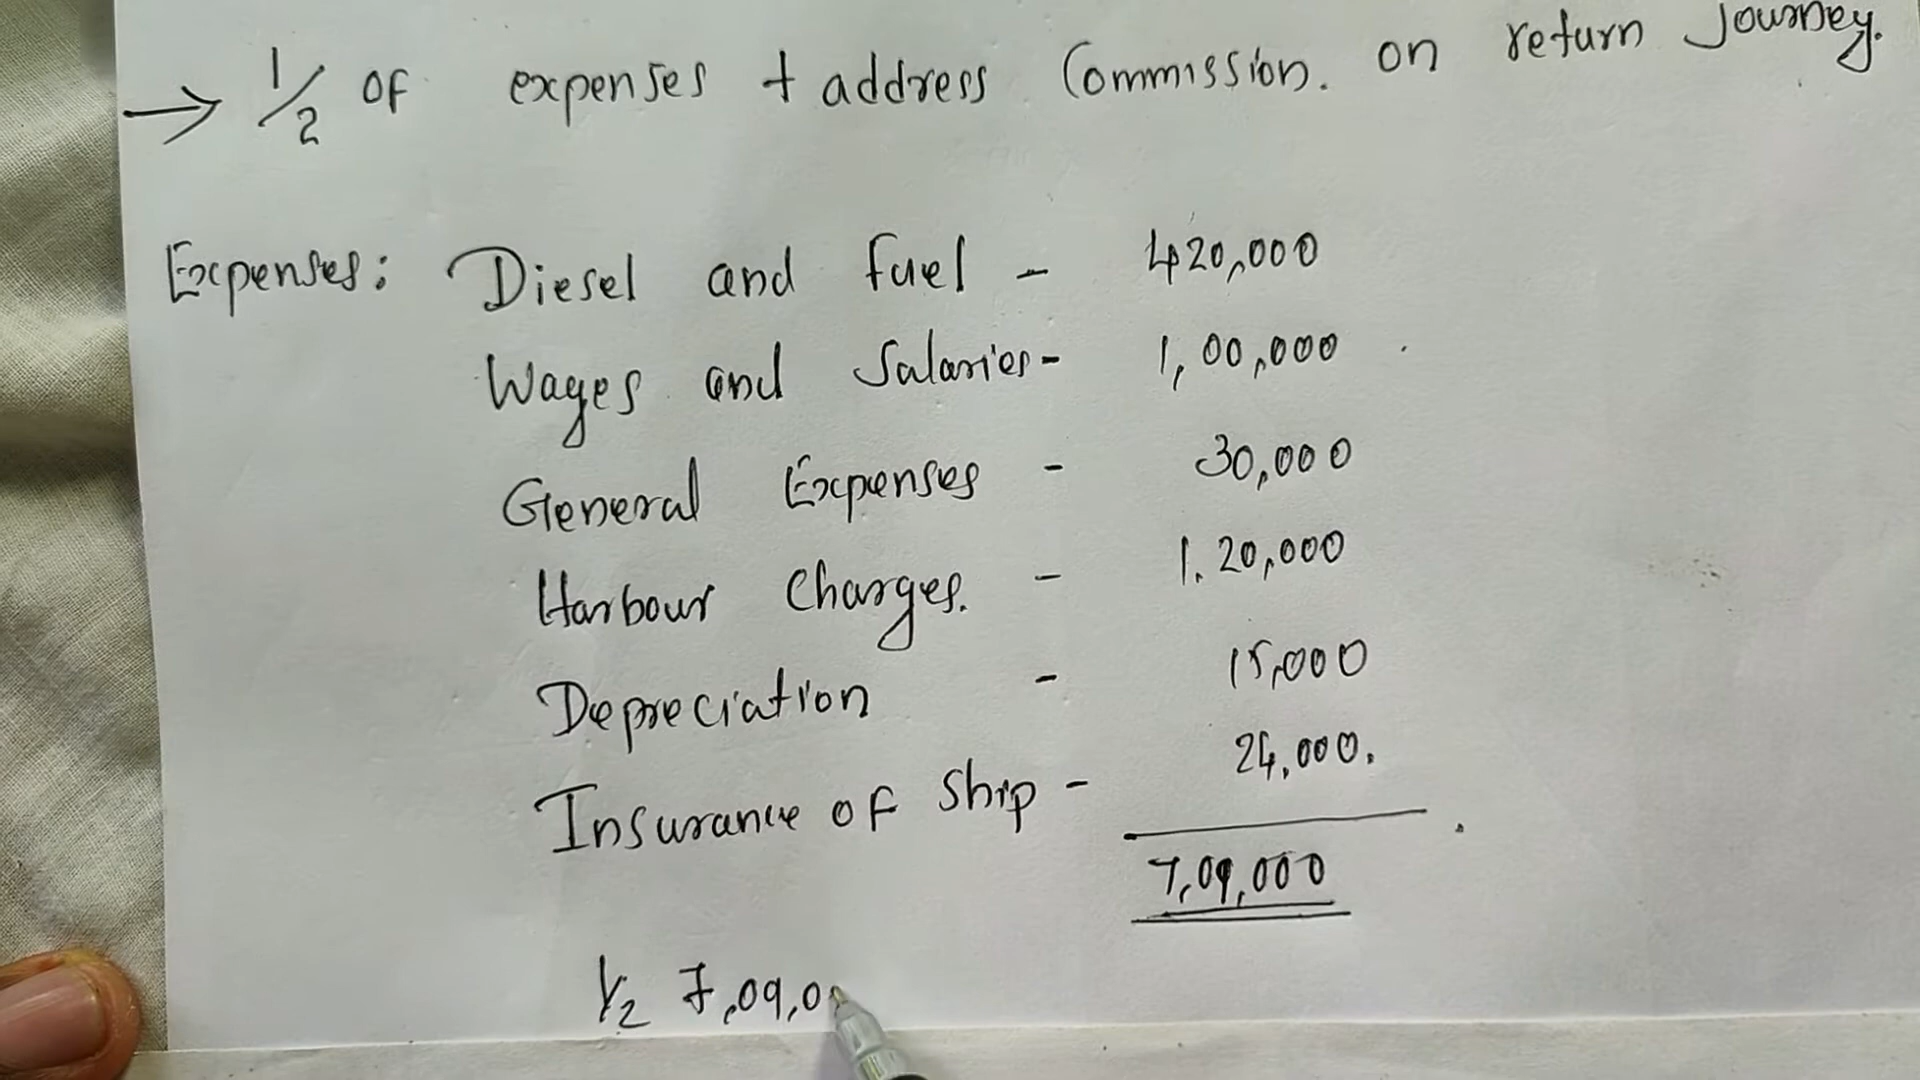 → 1/2 of expenses + address Commission. on return Journey.
Expenses: Diesel and fuel - 420,000
Wages and Salaries - 1,00,000
General Expenses - 30,000
Harbour Charges. - 1.20,000
Depreciation - 15,000
Insurance of Ship - 24,000.
7,09,000
1/2 7,09,00